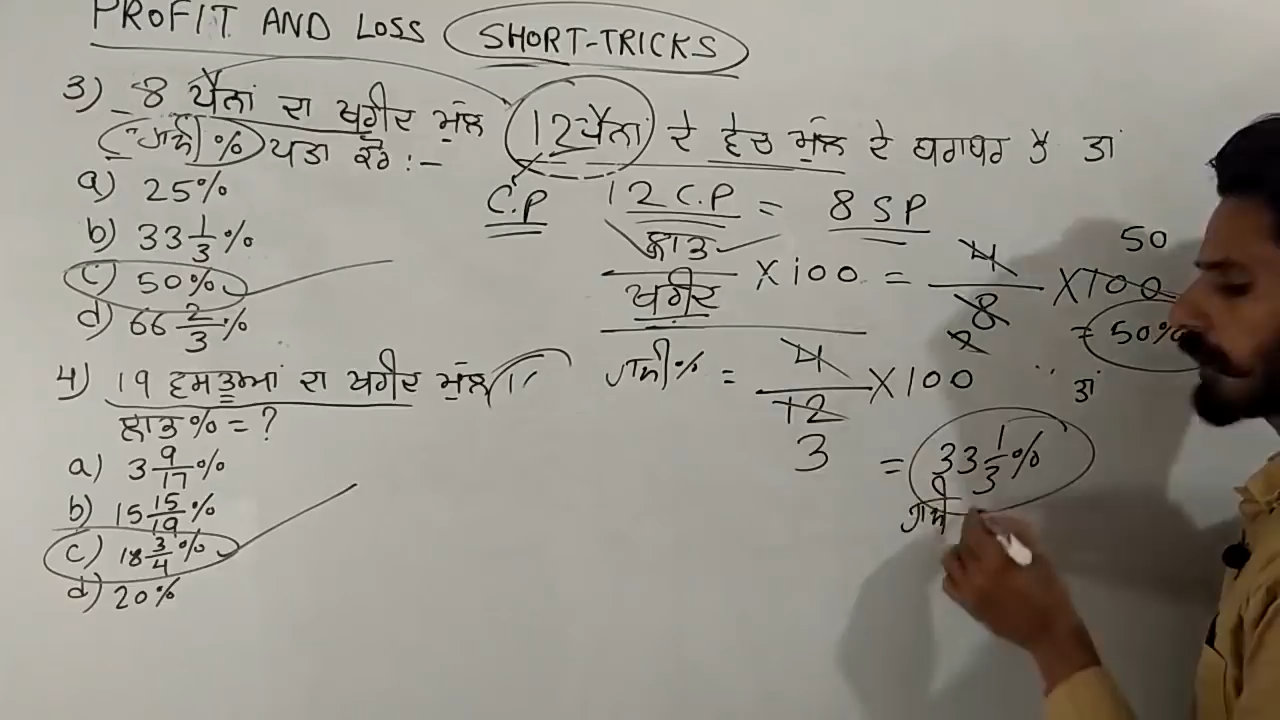 PROFIT AND LOSS SHORT-TRICKS
3) 8 ਪੈਨਾਂ ਦਾ ਖਰੀਦ ਮੁੱਲ 12 ਪੈਨਾਂ ਦੇ ਵੇਚ ਮੁੱਲ ਦੇ ਬਰਾਬਰ ਹੈ ਤਾਂ
ਹਾਨੀ % ਪਤਾ ਕਰੋ :-
a) 25%
b) 33 1/3 %
c) 50%
d) 66 2/3 %
C.P
12 C.P = 8 SP
ਲਾਭ / ਖਰੀਦ × 100 = 4/8 × 100
2
50
= 50%
ਹਾਨੀ % = 4/12 × 100
3
∵ ਤਾਂ
= 33 1/3 %
ਹਾਨੀ
4) 19 ਵਸਤੂਆਂ ਦਾ ਖਰੀਦ ਮੁੱਲ
ਲਾਭ % = ?
a) 3 9/17 %
b) 15 15/19 %
c) 18 3/4 %
d) 20%